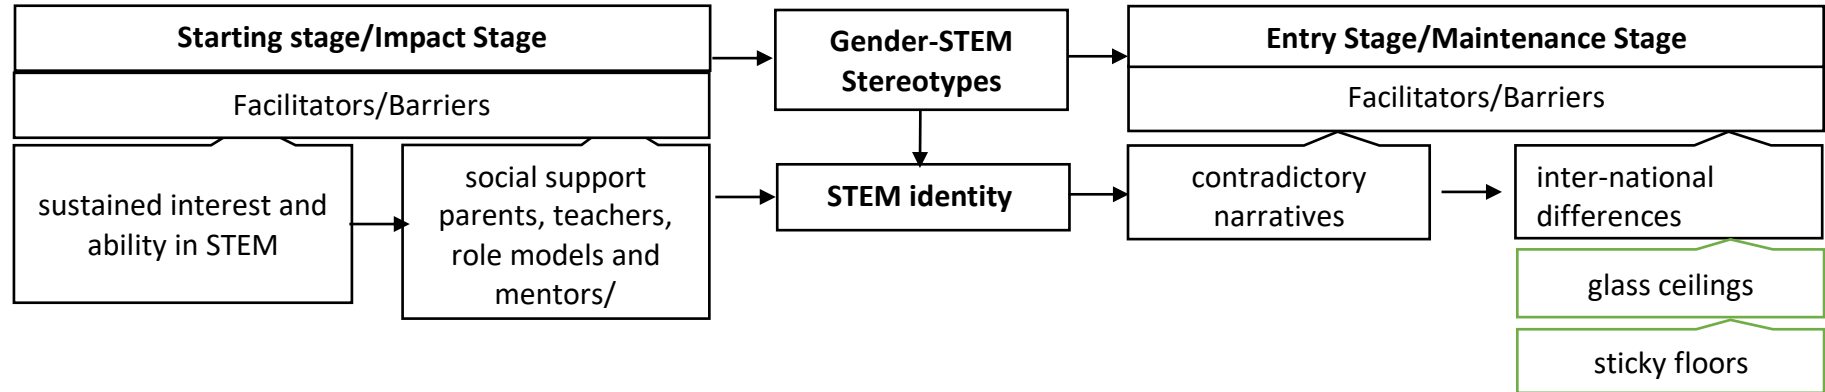 Starting stage/Impact Stage
Facilitators/Barriers
sustained interest and
ability in STEM
social support
parents, teachers,
role models and
mentors/
Gender-STEM
Stereotypes
STEM identity
Entry Stage/Maintenance Stage
Facilitators/Barriers
contradictory
narratives
inter-national
differences
glass ceilings
sticky floors